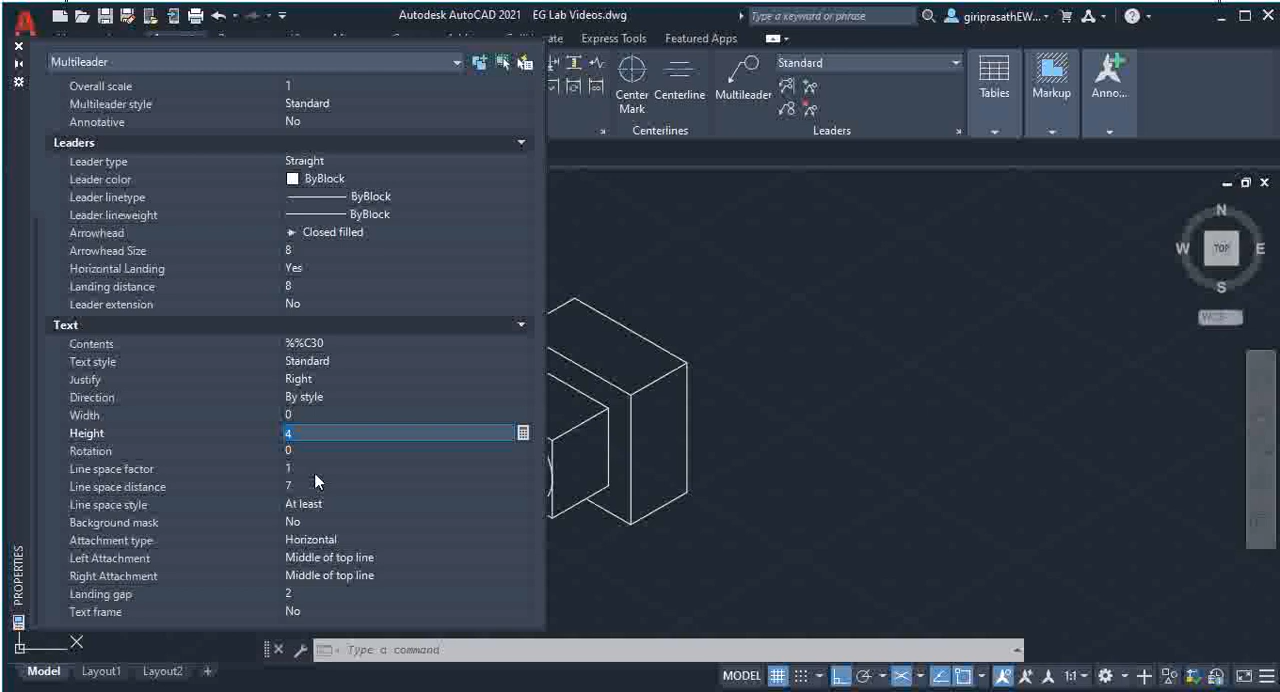 Autodesk AutoCAD 2021 EG Lab Videos.dwg
Type a keyword or phrase
giriprasathEW...
ate Express Tools Featured Apps
Multileader
Standard
Center Mark
Centerline
Multileader
Tables
Markup
Anno...
Centerlines
Leaders
Overall scale 1
Multileader style Standard
Annotative No
Leaders
Leader type Straight
Leader color ByBlock
Leader linetype ByBlock
Leader lineweight ByBlock
Arrowhead Closed filled
Arrowhead Size 8
Horizontal Landing Yes
Landing distance 8
Leader extension No
Text
Contents %%C30
Text style Standard
Justify Right
Direction By style
Width 0
Height 4
Rotation 0
Line space factor 1
Line space distance 7
Line space style At least
Background mask No
Attachment type Horizontal
Left Attachment Middle of top line
Right Attachment Middle of top line
Landing gap 2
Text frame No
PROPERTIES
N
W TOP E
S
X
Type a command
Model Layout1 Layout2 +
MODEL
1:1